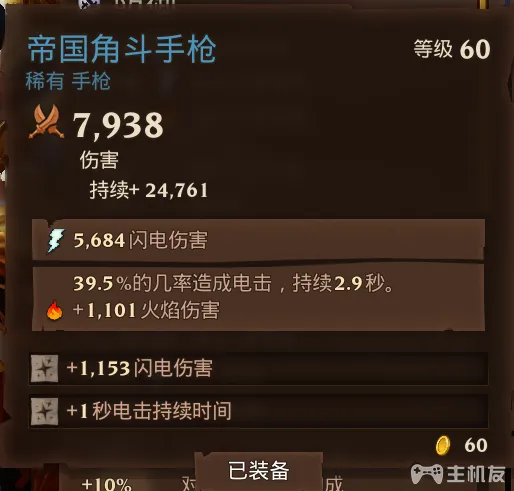 帝国角斗手枪
等级 60
稀有 手枪
7,938
伤害
持续+ 24,761
5,684 闪电伤害
39.5%的几率造成电击，持续2.9秒。
+1,101 火焰伤害
+1,153 闪电伤害
+1 秒电击持续时间
60
已装备
+10% 对 成
主机友